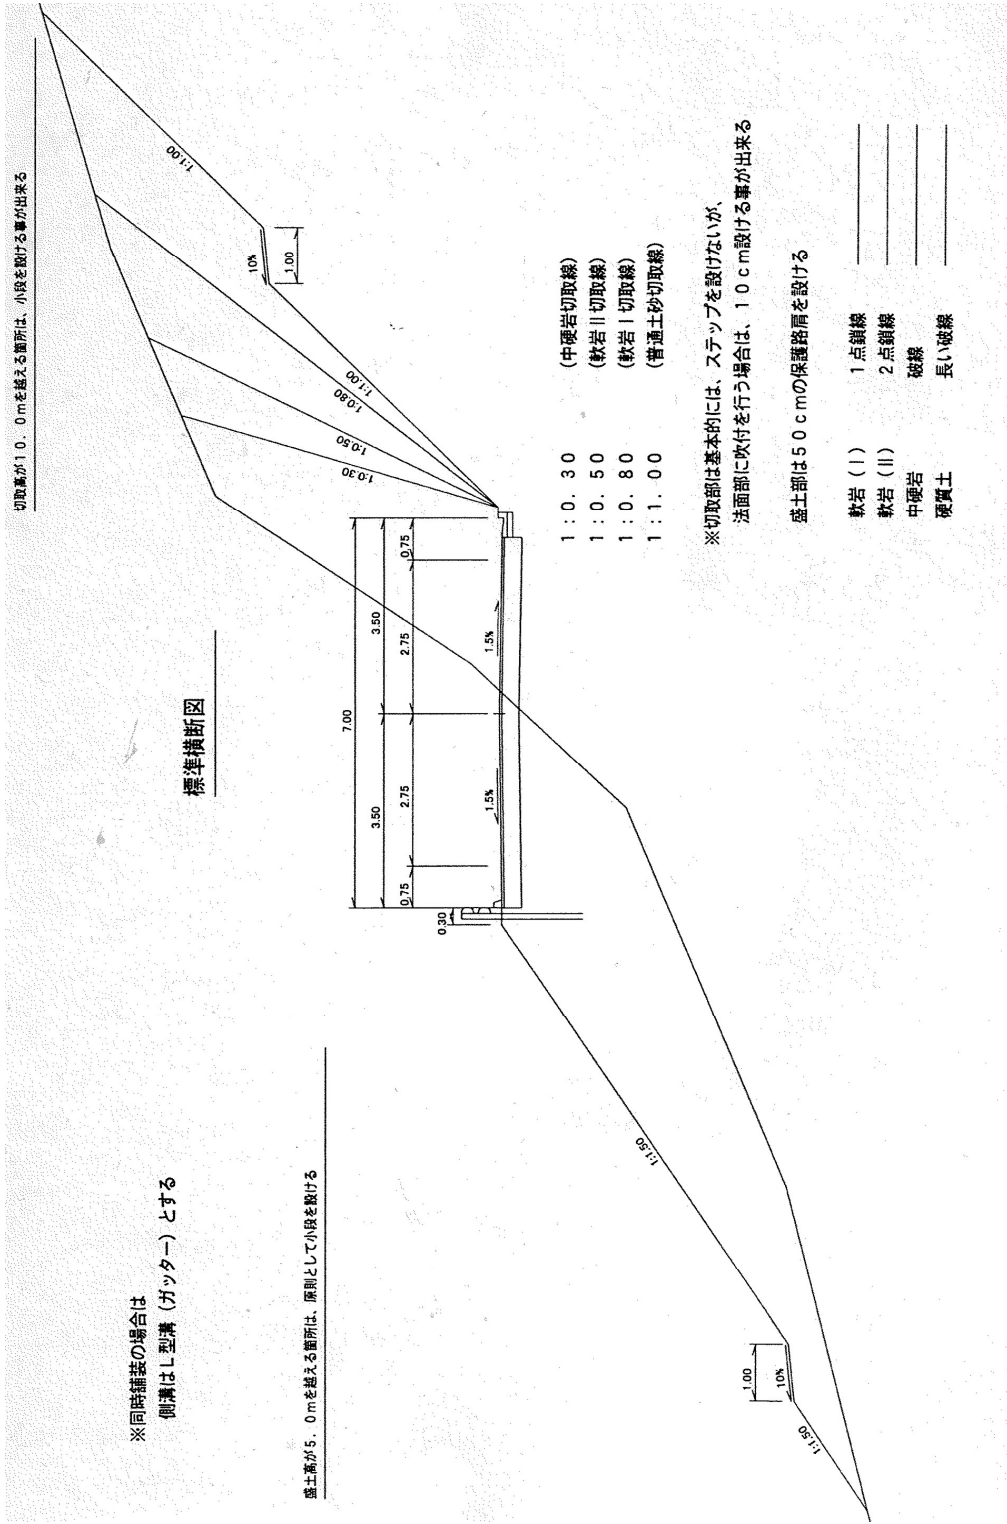 標準横断図
切取高が１０．０ｍを越える箇所は、小段を設ける事が出来る
※同時舗装の場合は
側溝はＬ型溝（ガッター）とする
盛土高が５．０ｍを越える箇所は、原則として小段を設ける
7.00
3.50
3.50
0.75
2.75
2.75
0.75
0.30
1.5%
1.5%
1:0.30
1:0.50
1:0.80
1:1.00
10%
1.00
1:1.00
1:1.50
1.00
10%
1:1.50
１：０．３０　（中硬岩切取線）
１：０．５０　（軟岩Ⅱ切取線）
１：０．８０　（軟岩Ⅰ切取線）
１：１．００　（普通土砂切取線）
※切取部は基本的には、ステップを設けないが、
法面部に吹付を行う場合は、１０ｃｍ設ける事が出来る
盛土部は５０ｃｍの保護路肩を設ける
軟岩（Ⅰ）　１点鎖線
軟岩（Ⅱ）　２点鎖線
中硬岩　破線
硬質土　長い破線